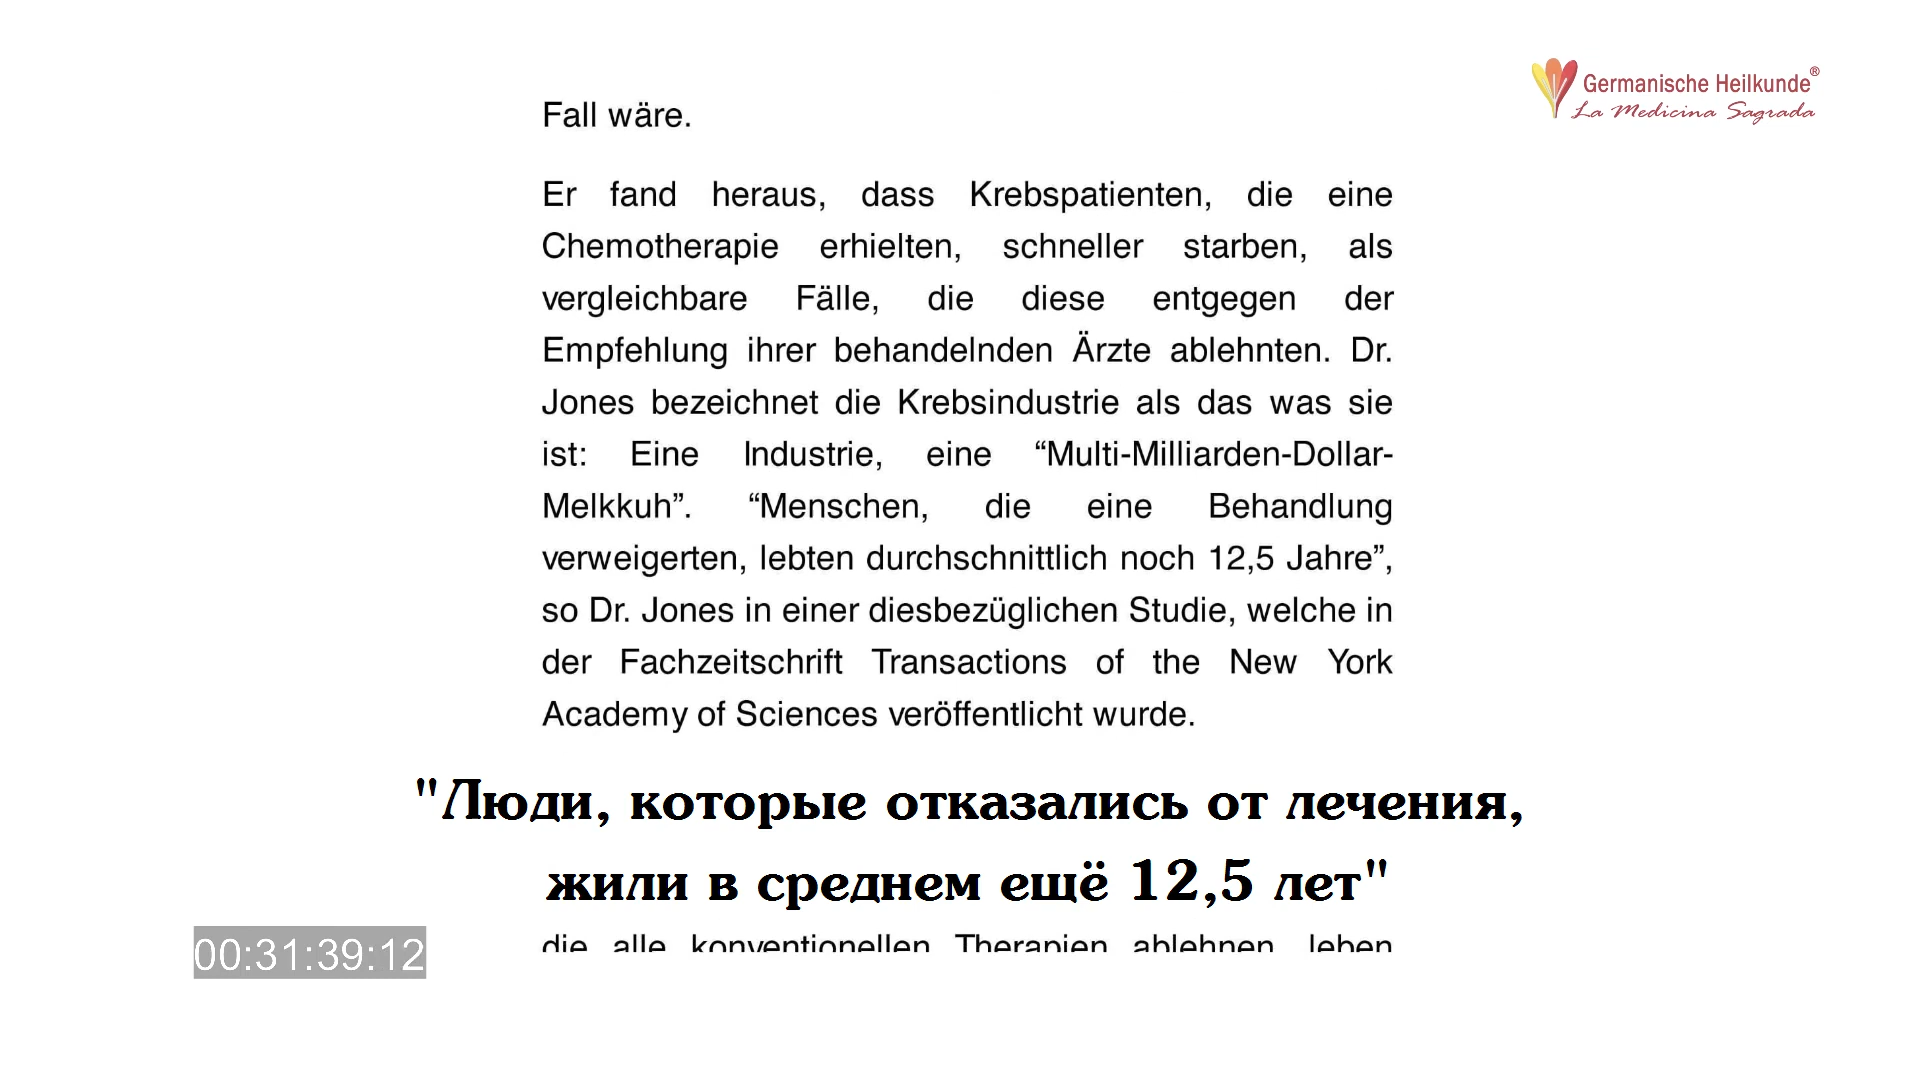 Germanische Heilkunde®
La Medicina Sagrada
Fall wäre.
Er fand heraus, dass Krebspatienten, die eine
Chemotherapie erhielten, schneller starben, als
vergleichbare Fälle, die diese entgegen der
Empfehlung ihrer behandelnden Ärzte ablehnten. Dr.
Jones bezeichnet die Krebsindustrie als das was sie
ist: Eine Industrie, eine “Multi-Milliarden-Dollar-
Melkkuh”. “Menschen, die eine Behandlung
verweigerten, lebten durchschnittlich noch 12,5 Jahre”,
so Dr. Jones in einer diesbezüglichen Studie, welche in
der Fachzeitschrift Transactions of the New York
Academy of Sciences veröffentlicht wurde.
"Люди, которые отказались от лечения,
жили в среднем ещё 12,5 лет"
die alle konventionellen Therapien ablehnen, leben
00:31:39:12